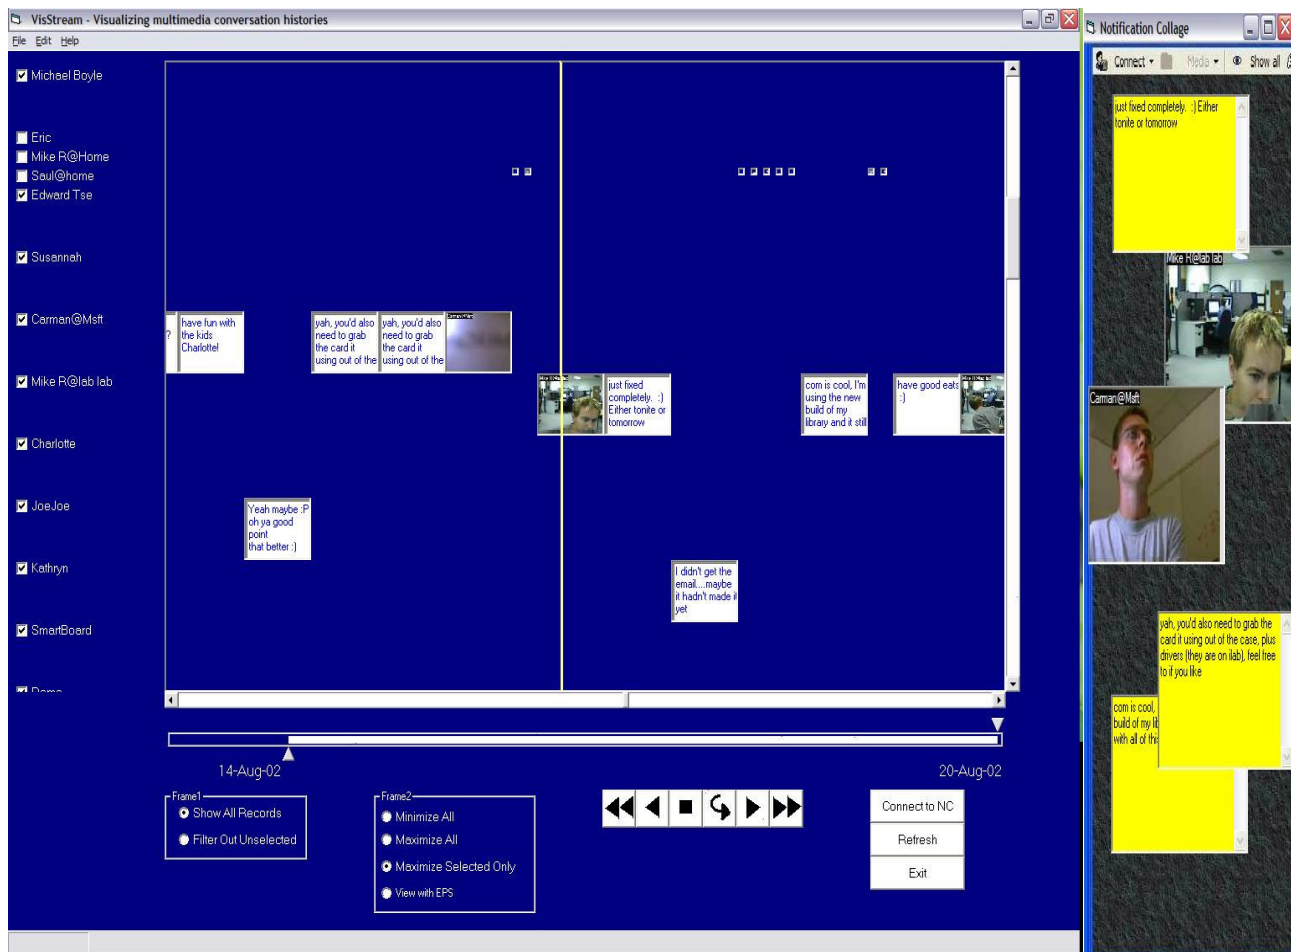 VisStream - Visualizing multimedia conversation histories
File Edit Help
Michael Boyle
Eric
Mike R@Home
Saul@home
Edward Tse
Susannah
Carman@Msft
Mike R@lab lab
Charlotte
JoeJoe
Kathryn
SmartBoard
?
have fun with
the kids
Charlotte!
yah, you'd also
need to grab
the card it
using out of the
yah, you'd also
need to grab
the card it
using out of the
Carman@Msft
just fixed
completely. :)
Either tonite or
tomorrow
com is cool, I'm
using the new
build of my
library and it still
have good eats
:)
Yeah maybe :P
oh ya good
point
that better :)
I didn't get the
email....maybe
it hadn't made it
yet
14-Aug-02
20-Aug-02
Frame1
Show All Records
Filter Out Unselected
Frame2
Minimize All
Maximize All
Maximize Selected Only
View with EPS
Connect to NC
Refresh
Exit
Notification Collage
Connect
Media
Show all
just fixed completely. :) Either
tonite or tomorrow
Mike R@lab lab
Carman@Msft
yah, you'd also need to grab the
card it using out of the case, plus
drivers (they are on ilab), feel free
to if you like
com is cool,
build of my lib
with all of this